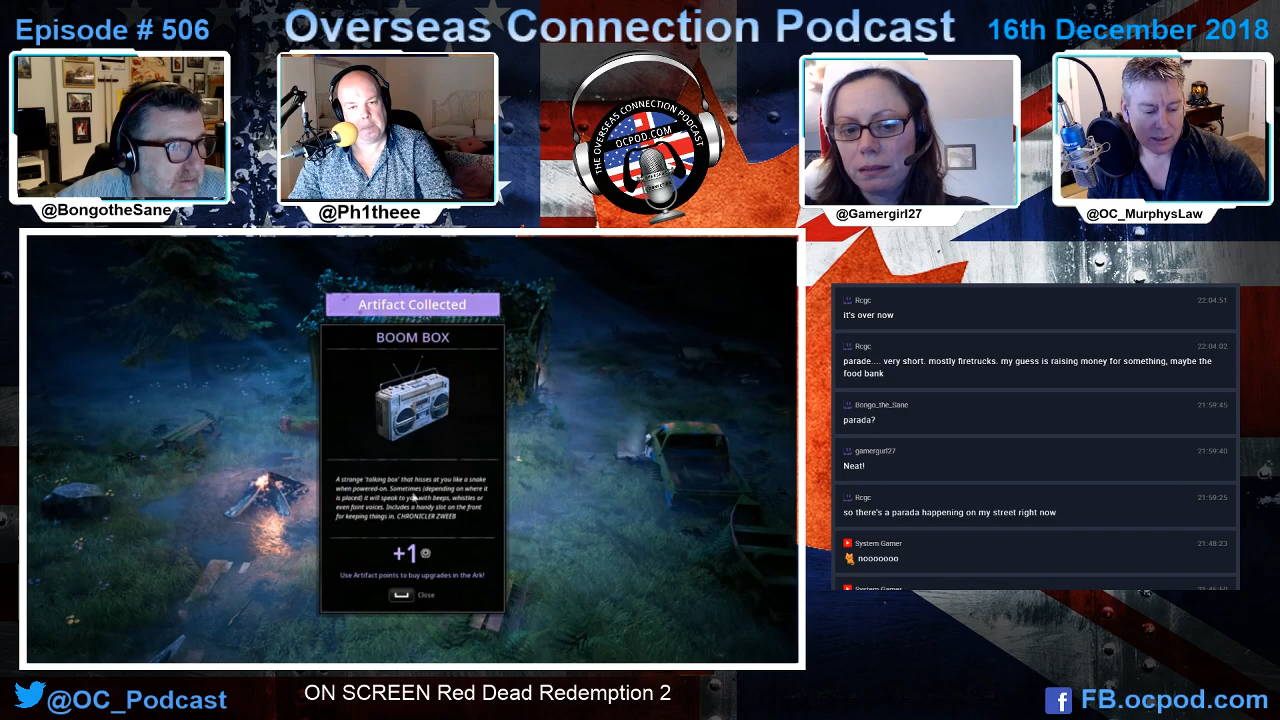 Episode # 506
Overseas Connection Podcast
16th December 2018
THE OVERSEAS CONNECTION PODCAST
OCPOD.COM
@BongotheSane
@Ph1theee
@Gamergirl27
@OC_MurphysLaw
Artifact Collected
BOOM BOX
A strange 'talking box' that hisses at you like a snake
when powered-on. Sometimes (depending on where it
is placed) it will speak to you with beeps, whistles or
even faint voices. Includes a handy slot on the front
for keeping things in. CHRONICLER ZWEEB
+1
Use Artifact points to buy upgrades in the Ark!
Close
Rcgc 22.04:51
it's over now
Rcgc 22.04:02
parade.... very short. mostly firetrucks. my guess is raising money for something, maybe the
food bank
Bongo_the_Sane 21:59:45
parada?
gamergurl27 21:59:40
Neat!
Rcgc 21:59:25
so there's a parada happening on my street right now
System Gamer 21:48:23
nooooooo
System Gamer
@OC_Podcast
ON SCREEN Red Dead Redemption 2
FB.ocpod.com